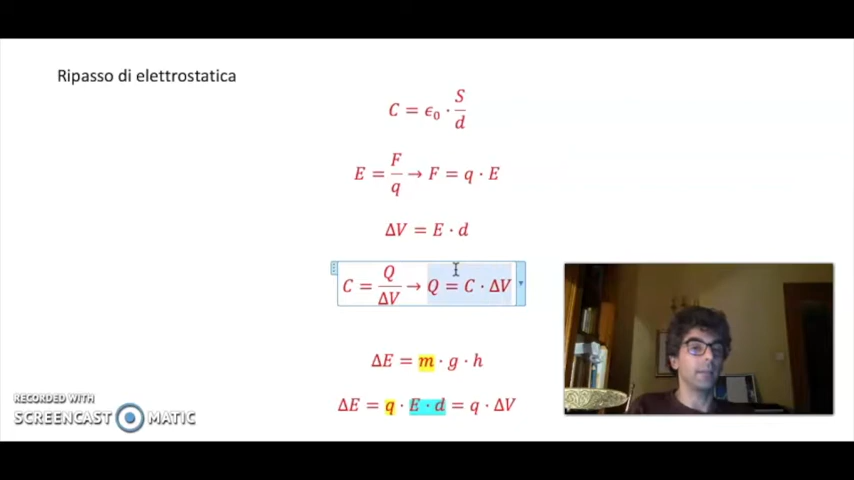 Ripasso di elettrostatica
C = ϵ₀ · S/d
E = F/q → F = q · E
ΔV = E · d
C = Q/ΔV → Q = C · ΔV
ΔE = m · g · h
ΔE = q · E · d = q · ΔV
RECORDED WITH
SCREENCAST MATIC